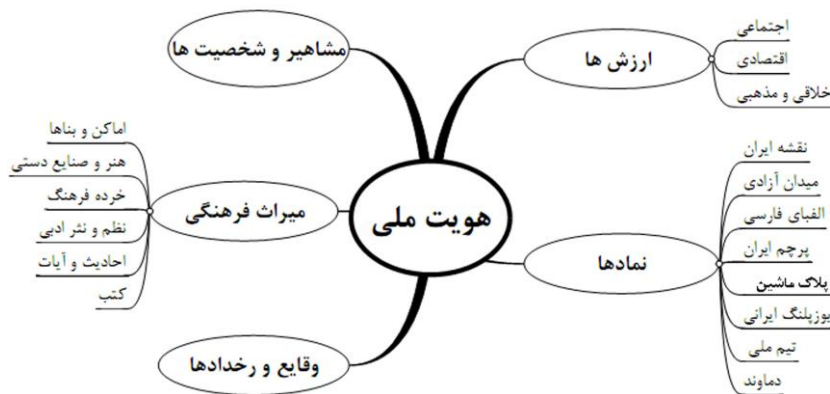 هویت ملی
ارزش ها
اجتماعی
اقتصادی
خلاقی و مذهبی
نمادها
نقشه ایران
میدان آزادی
الفبای فارسی
پرچم ایران
پلاک ماشین
یوزپلنگ ایرانی
تیم ملی
دماوند
مشاهیر و شخصیت ها
میراث فرهنگی
اماکن و بناها
هنر و صنایع دستی
خرده فرهنگ
نظم و نثر ادبی
احادیث و آیات
کتب
وقایع و رخدادها